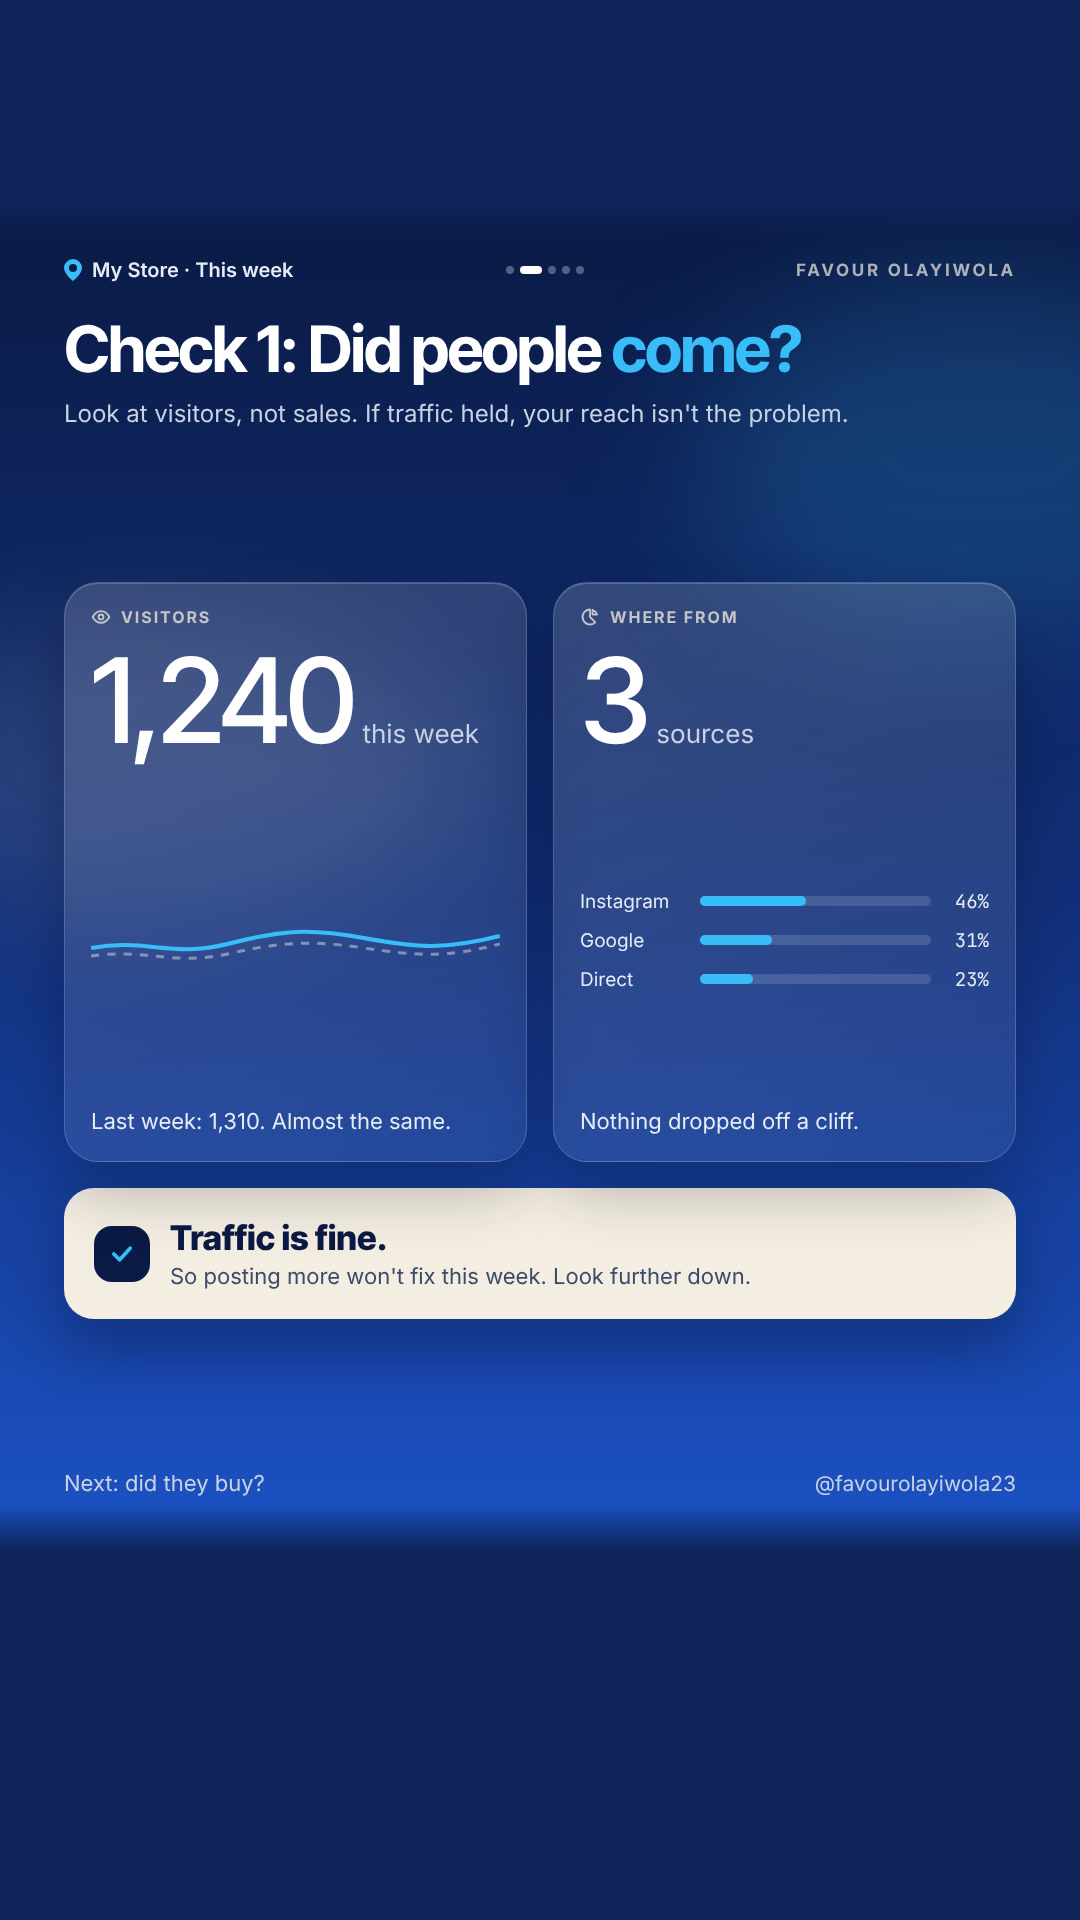 My Store · This week
FAVOUR OLAYIWOLA
Check 1: Did people come?
Look at visitors, not sales. If traffic held, your reach isn't the problem.
VISITORS
1,240 this week
Last week: 1,310. Almost the same.
WHERE FROM
3 sources
Instagram 46%
Google 31%
Direct 23%
Nothing dropped off a cliff.
Traffic is fine.
So posting more won't fix this week. Look further down.
Next: did they buy?
@favourolayiwola23